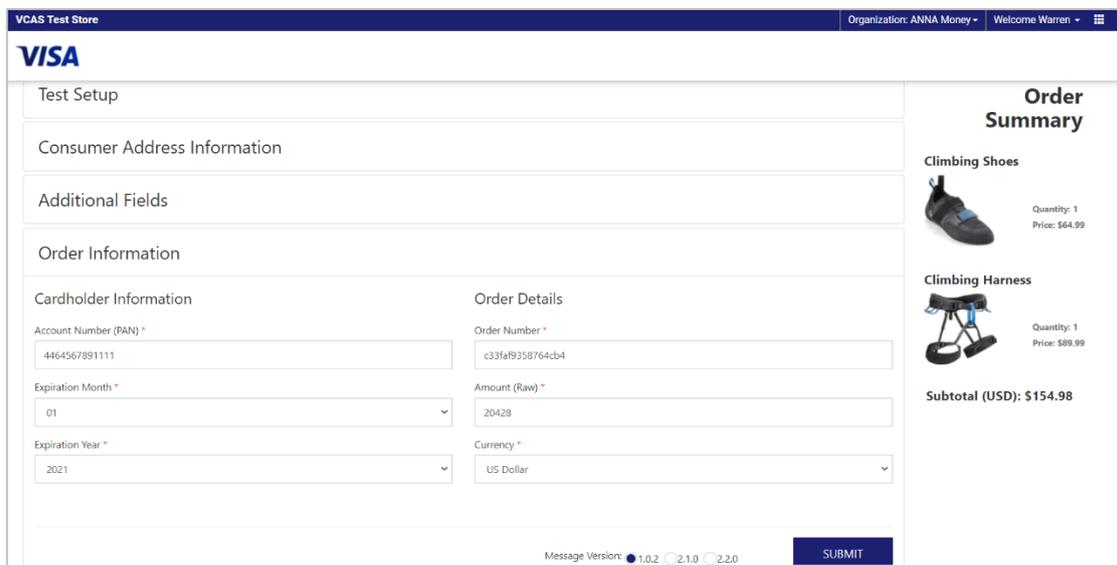 VCAS Test Store
Organization: ANNA Money
Welcome Warren
VISA
Test Setup
Consumer Address Information
Additional Fields
Order Information
Cardholder Information
Account Number (PAN) *
4464567891111
Expiration Month *
01
Expiration Year *
2021
Order Details
Order Number *
c33faf9358764cb4
Amount (Raw) *
20428
Currency *
US Dollar
Message Version: 1.0.2 2.1.0 2.2.0
SUBMIT
Order
Summary
Climbing Shoes
Quantity: 1
Price: $64.99
Climbing Harness
Quantity: 1
Price: $89.99
Subtotal (USD): $154.98